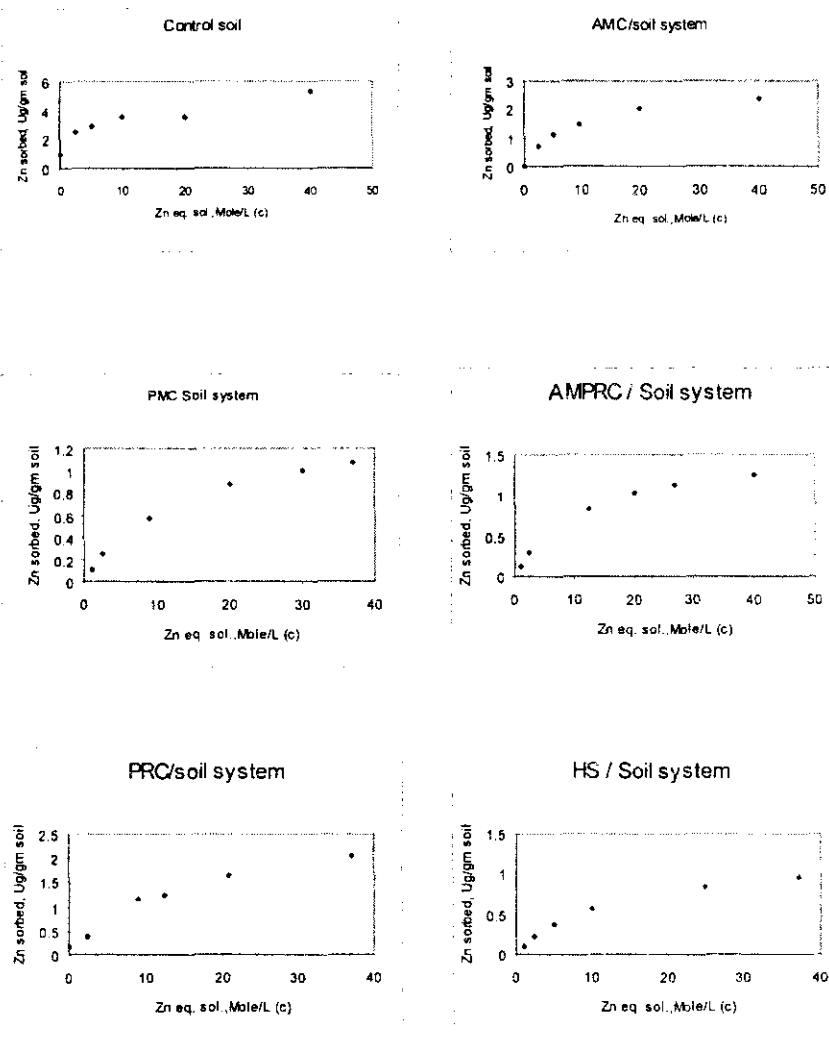 Control soil
Zn sorbed, Ug/gm sol
6
4
2
0
0 10 20 30 40 50
Zn eq. sol.,Mole/L (c)
AMC/soil system
Zn sorbed, Ug/gm soil
3
2
1
0
0 10 20 30 40 50
Zn eq. sol.,Mole/L (c)
PMC Soil system
Zn sorbed, Ug/gm soil
1.2
1
0.8
0.6
0.4
0.2
0
0 10 20 30 40
Zn eq. sol.,Mole/L (c)
AMPRC / Soil system
Zn sorbed, Ug/gm soil
1.5
1
0.5
0
0 10 20 30 40 50
Zn eq. sol.,Mole/L (c)
PRC/soil system
Zn sorbed, Ug/gm soil
2.5
2
1.5
1
0.5
0
0 10 20 30 40
Zn eq. sol.,Mole/L (c)
HS / Soil system
Zn sorbed, Ug/gm soil
1.5
1
0.5
0
0 10 20 30 40
Zn eq sol.,Mole/L (c)